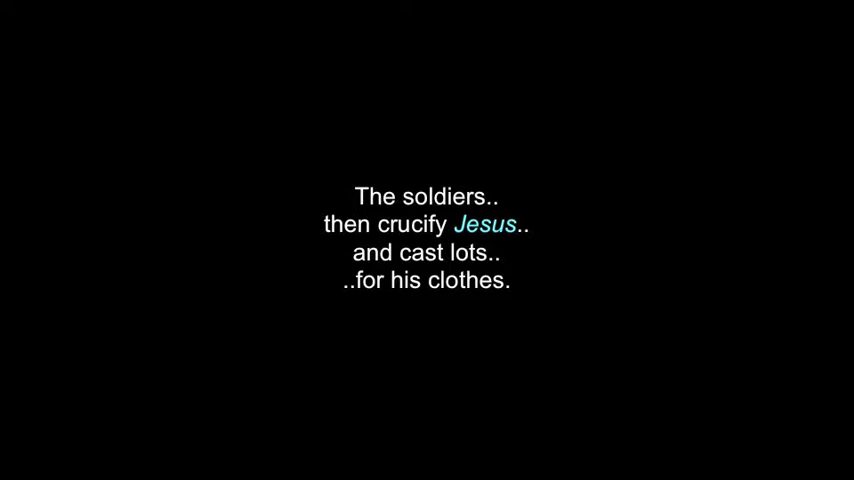 The soldiers..
then crucify Jesus..
and cast lots..
..for his clothes.